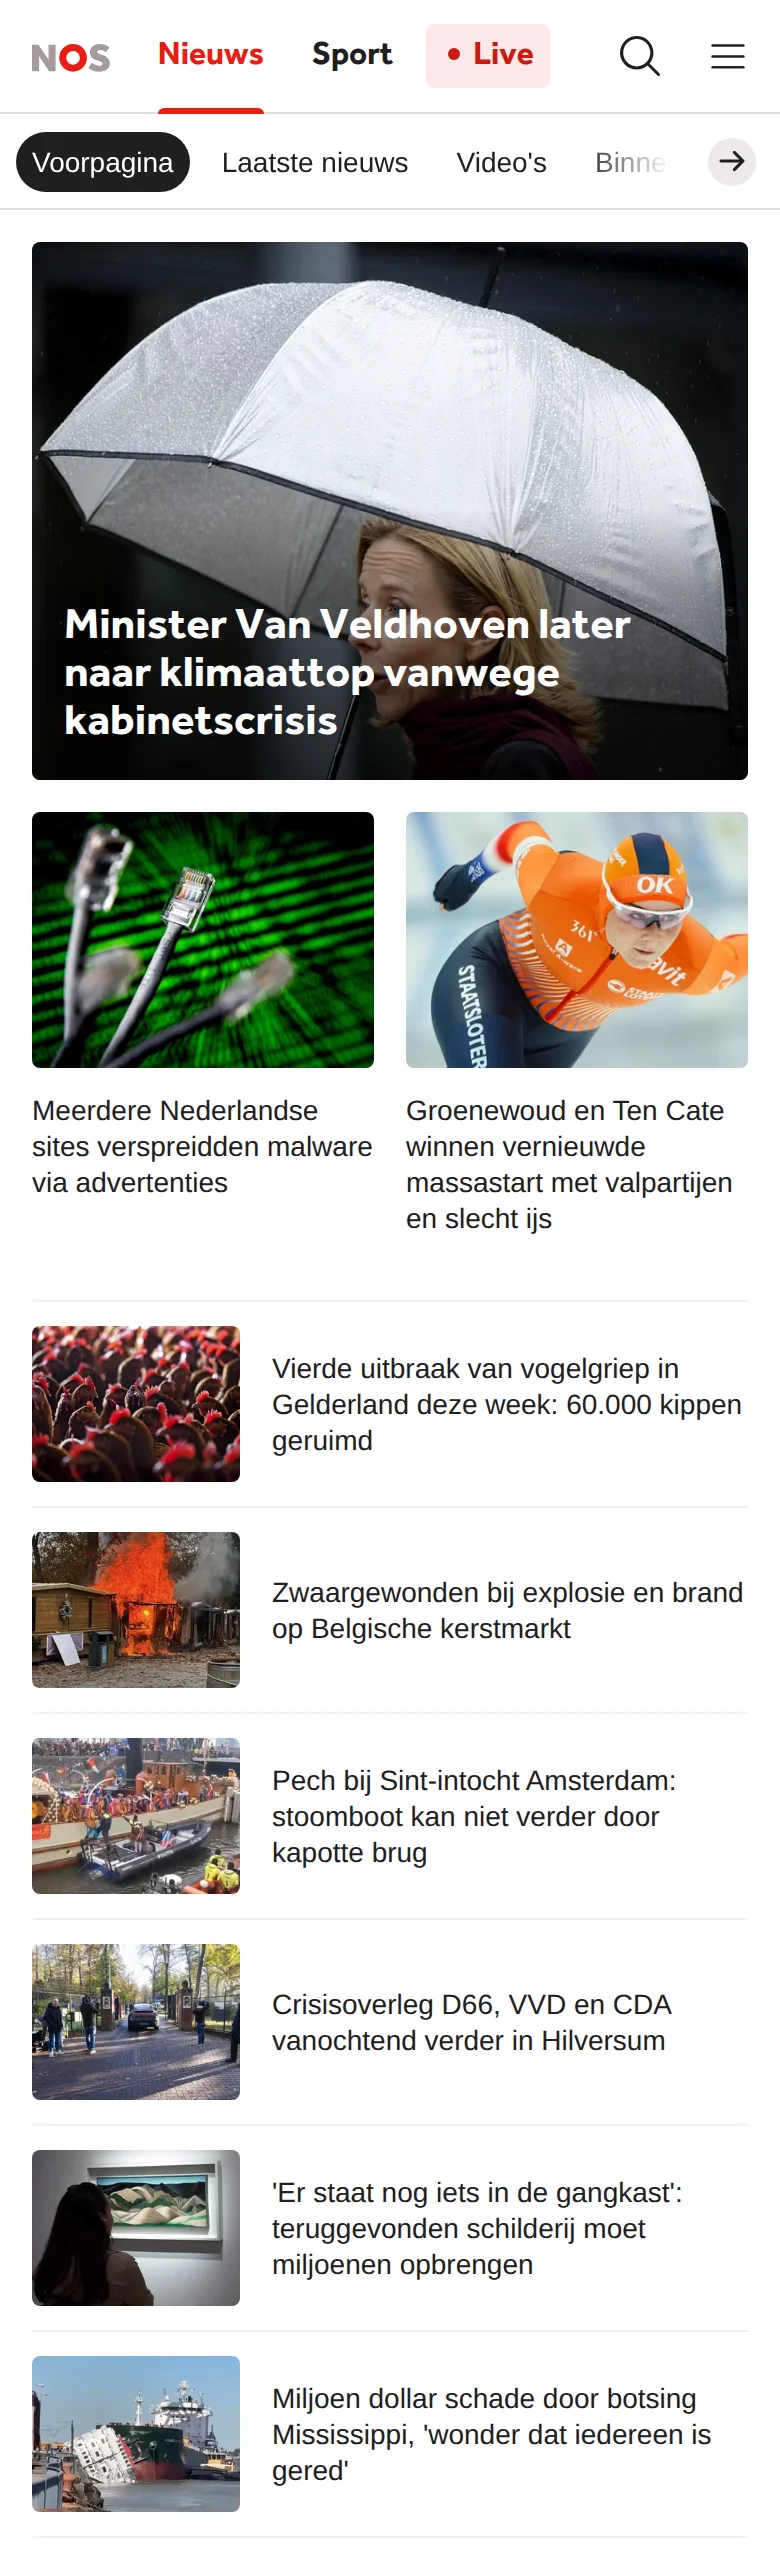 NOS Nieuws Sport Live
Voorpagina Laatste nieuws Video's Binne
Minister Van Veldhoven later
naar klimaattop vanwege
kabinetscrisis
OK
361°
STAATSLOTER
Meerdere Nederlandse
sites verspreidden malware
via advertenties
Groenewoud en Ten Cate
winnen vernieuwde
massastart met valpartijen
en slecht ijs
Vierde uitbraak van vogelgriep in
Gelderland deze week: 60.000 kippen
geruimd
Zwaargewonden bij explosie en brand
op Belgische kerstmarkt
Pech bij Sint-intocht Amsterdam:
stoomboot kan niet verder door
kapotte brug
Crisisoverleg D66, VVD en CDA
vanochtend verder in Hilversum
'Er staat nog iets in de gangkast':
teruggevonden schilderij moet
miljoenen opbrengen
Miljoen dollar schade door botsing
Mississippi, 'wonder dat iedereen is
gered'